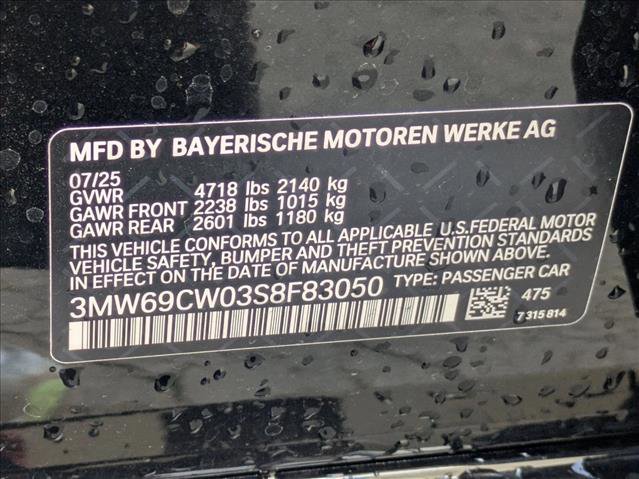 MFD BY BAYERISCHE MOTOREN WERKE AG
07/25
GVWR 4718 lbs 2140 kg
GAWR FRONT 2238 lbs 1015 kg
GAWR REAR 2601 lbs 1180 kg
THIS VEHICLE CONFORMS TO ALL APPLICABLE U.S.FEDERAL MOTOR
VEHICLE SAFETY, BUMPER AND THEFT PREVENTION STANDARDS
IN EFFECT ON THE DATE OF MANUFACTURE SHOWN ABOVE.
3MW69CW03S8F83050 TYPE: PASSENGER CAR
475
7 315 814